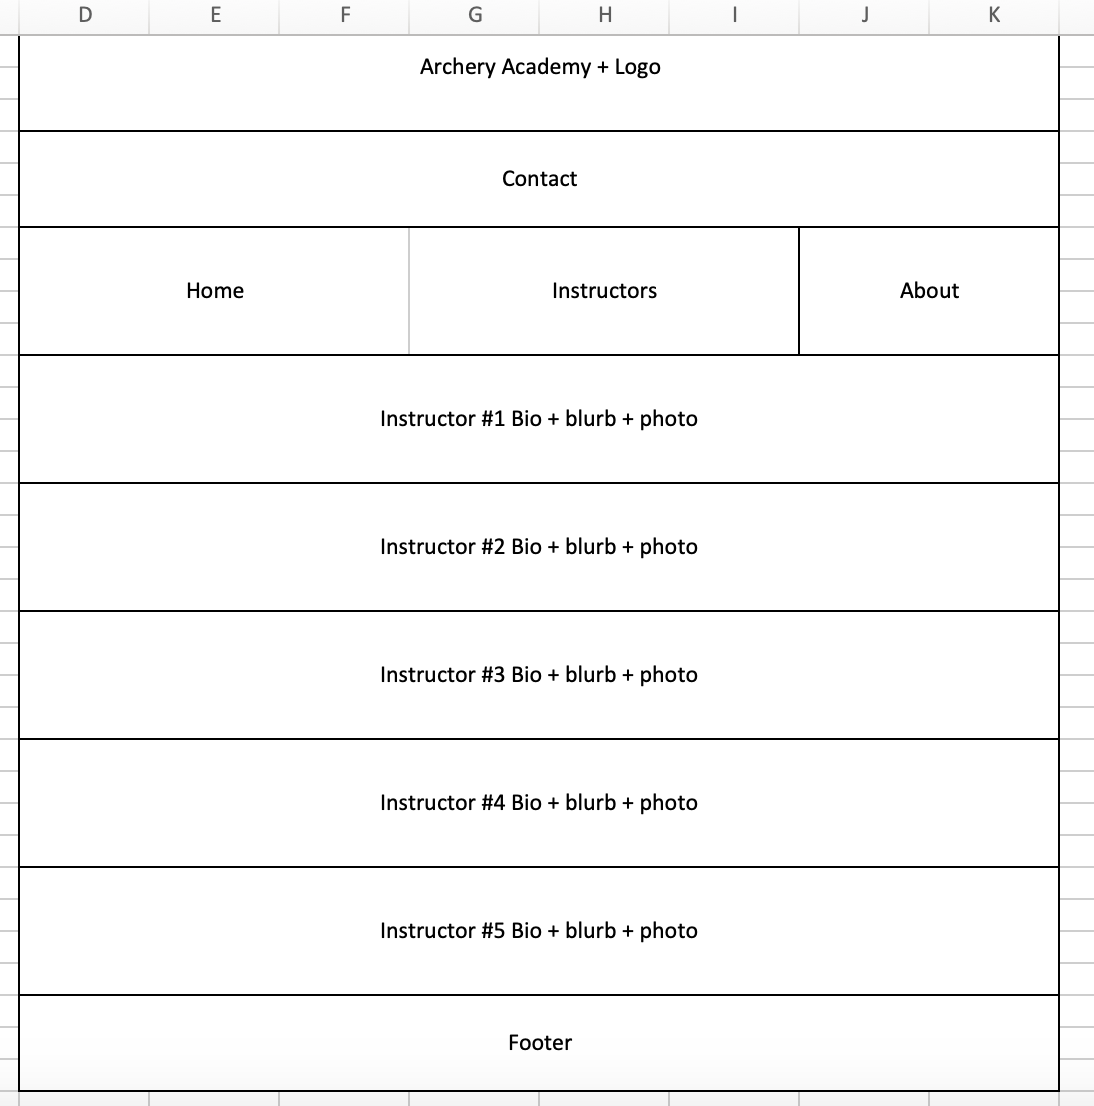 D E F G H I J K
Archery Academy + Logo
Contact
Home Instructors About
Instructor #1 Bio + blurb + photo
Instructor #2 Bio + blurb + photo
Instructor #3 Bio + blurb + photo
Instructor #4 Bio + blurb + photo
Instructor #5 Bio + blurb + photo
Footer